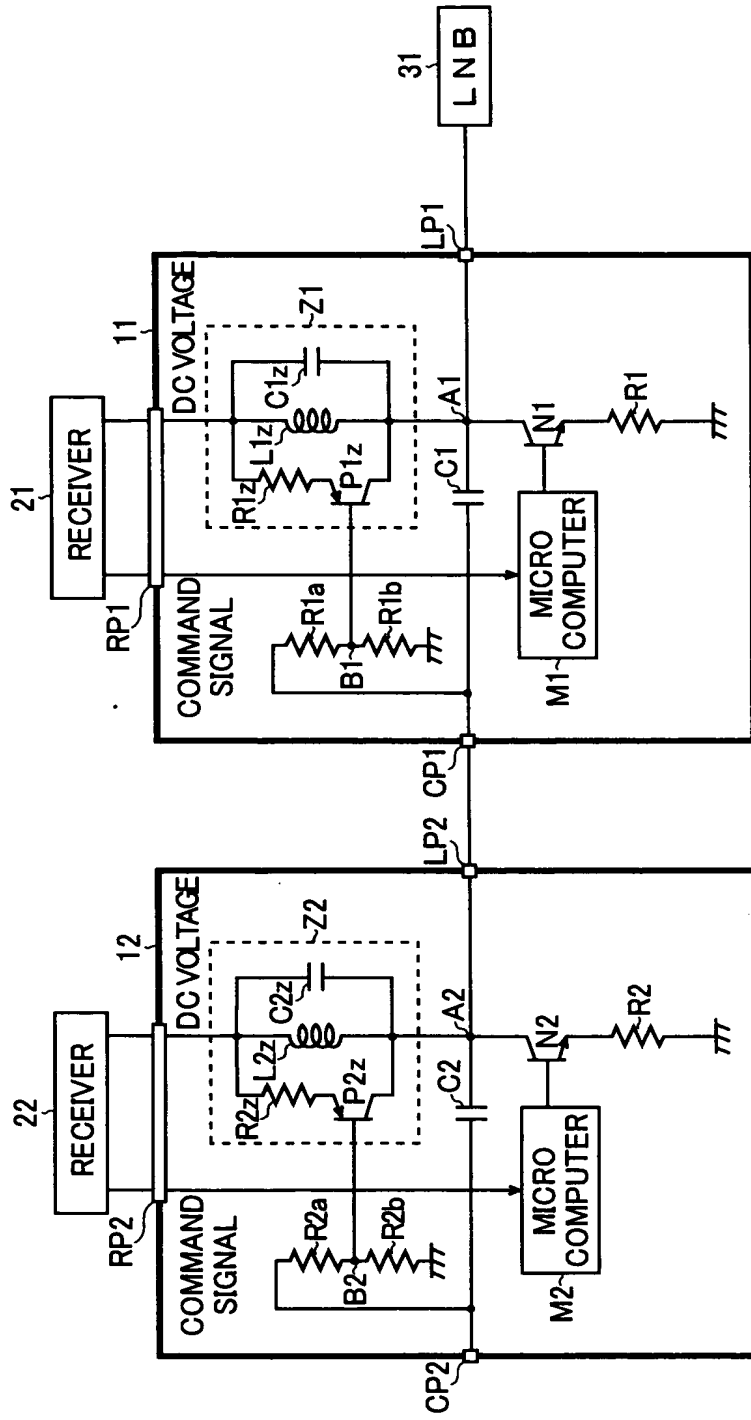 22
RECEIVER
RP2
12
COMMAND
SIGNAL
DC VOLTAGE
Z2
R2z
L2z
C2z
P2z
R2a
B2
R2b
C2
A2
CP2
LP2
M2
MICRO
COMPUTER
N2
R2
21
RECEIVER
RP1
11
COMMAND
SIGNAL
DC VOLTAGE
Z1
R1z
L1z
C1z
P1z
R1a
B1
R1b
C1
A1
CP1
LP1
M1
MICRO
COMPUTER
N1
R1
31
LNB